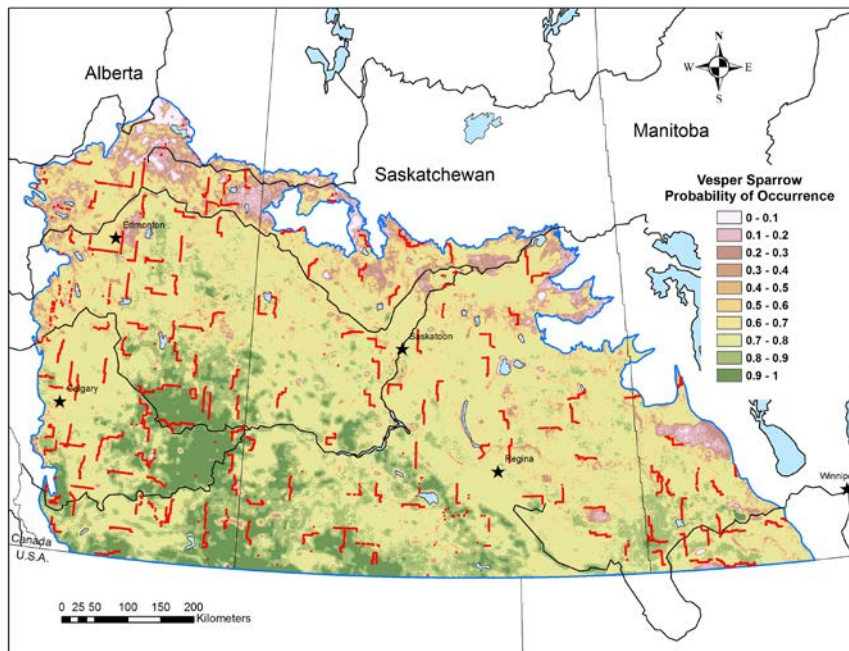 Alberta
N
W E
S
Manitoba
Saskatchewan
Vesper Sparrow
Probability of Occurrence
0 - 0.1
0.1 - 0.2
0.2 - 0.3
0.3 - 0.4
0.4 - 0.5
0.5 - 0.6
0.6 - 0.7
0.7 - 0.8
0.8 - 0.9
0.9 - 1
Edmonton
Saskatoon
Calgary
Regina
Winnipe
Canada
U.S.A.
0 25 50 100 150 200
Kilometers